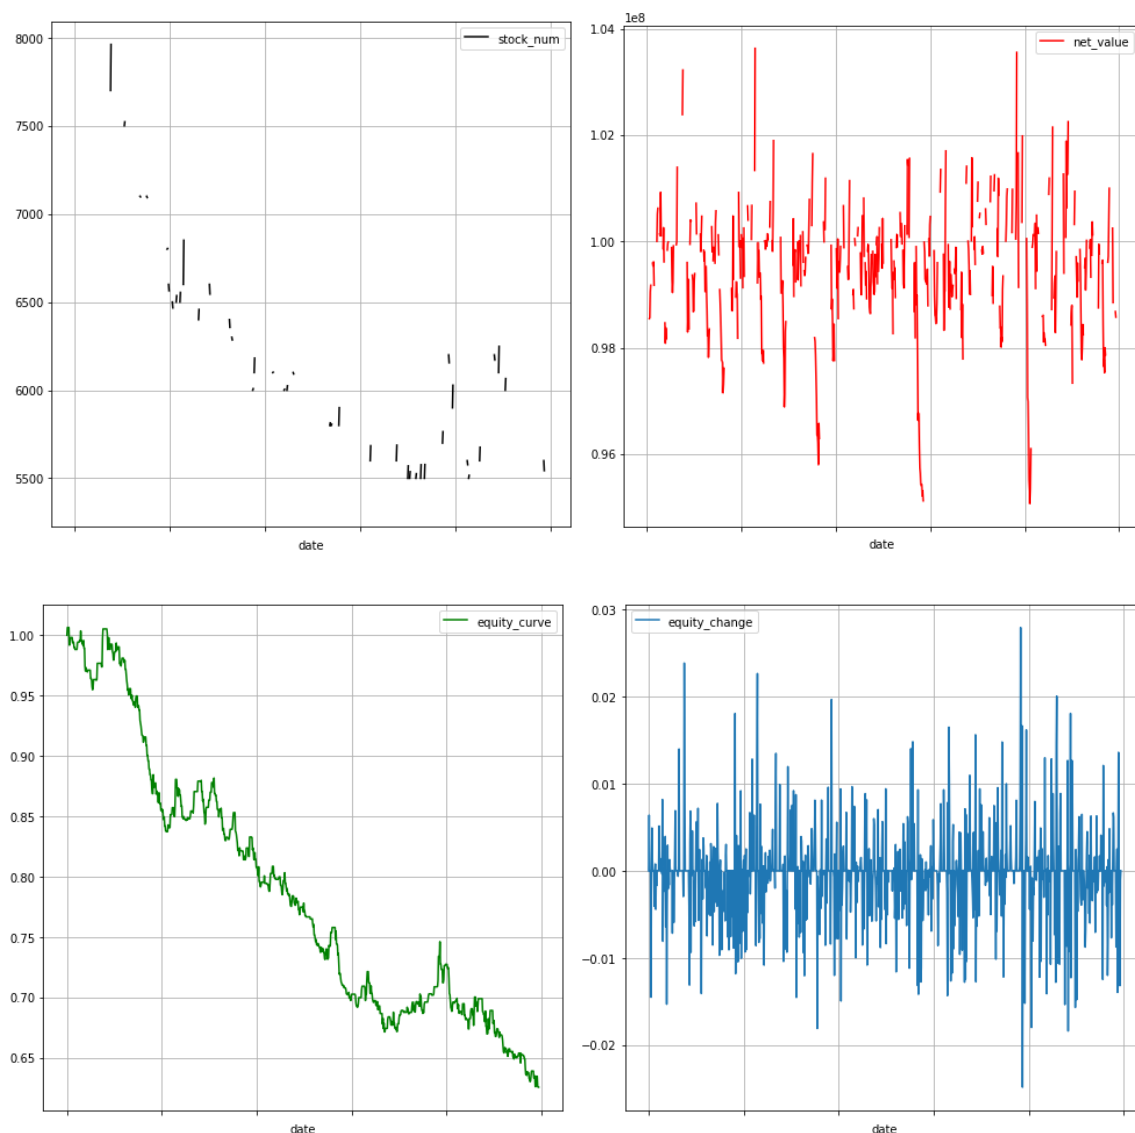 stock_num
8000
7500
7000
6500
6000
5500
date
1e8
net_value
1.04
1.02
1.00
0.98
0.96
date
equity_curve
1.00
0.95
0.90
0.85
0.80
0.75
0.70
0.65
date
equity_change
0.03
0.02
0.01
0.00
−0.01
−0.02
date